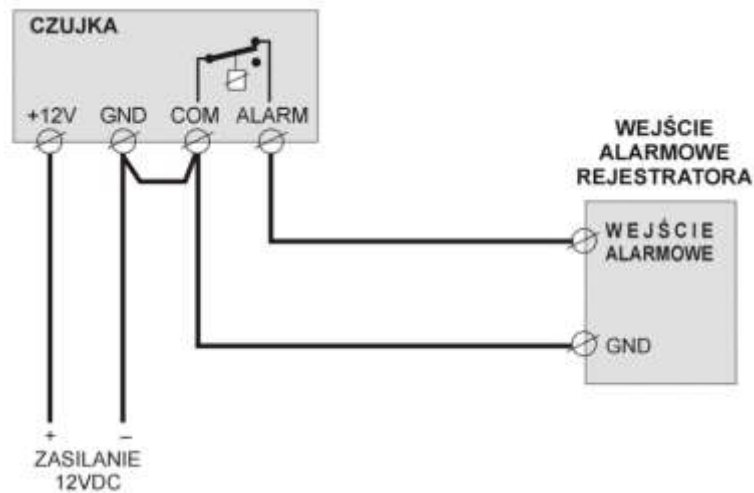 CZUJKA
+12V GND COM ALARM
WEJŚCIE
ALARMOWE
REJESTRATORA
WEJŚCIE
ALARMOWE
GND
+ –
ZASILANIE
12VDC